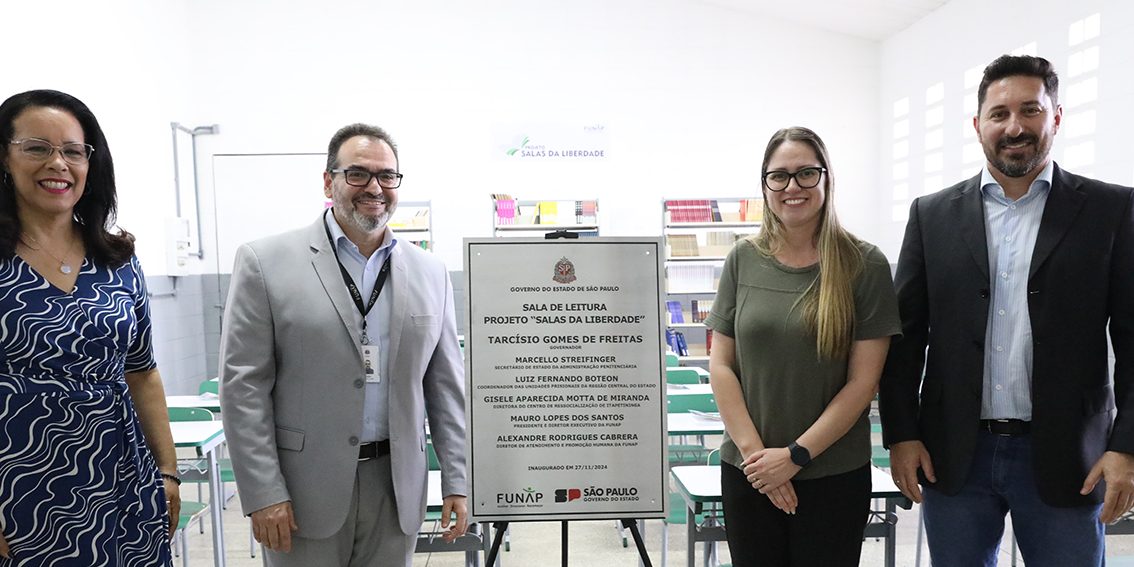 PROJETO
SALAS DA LIBERDADE
FUNAP
GOVERNO DO ESTADO DE SÃO PAULO
SALA DE LEITURA
PROJETO "SALAS DA LIBERDADE"
TARCÍSIO GOMES DE FREITAS
GOVERNADOR
MARCELLO STREIFINGER
SECRETÁRIO DE ESTADO DA ADMINISTRAÇÃO PENITENCIÁRIA
LUIZ FERNANDO BOTEON
COORDENADOR DAS UNIDADES PRISIONAIS DA REGIÃO CENTRAL DO ESTADO
GISELE APARECIDA MOTTA DE MIRANDA
DIRETORA DO CENTRO DE RESSOCIALIZAÇÃO DE ITAPETININGA
MAURO LOPES DOS SANTOS
PRESIDENTE E DIRETOR EXECUTIVO DA FUNAP
ALEXANDRE RODRIGUES CABRERA
DIRETOR DE ATENDIMENTO E PROMOÇÃO HUMANA DA FUNAP
INAUGURADO EM 27/11/2024
FUNAP
SP SÃO PAULO
GOVERNO DO ESTADO
FUNAP